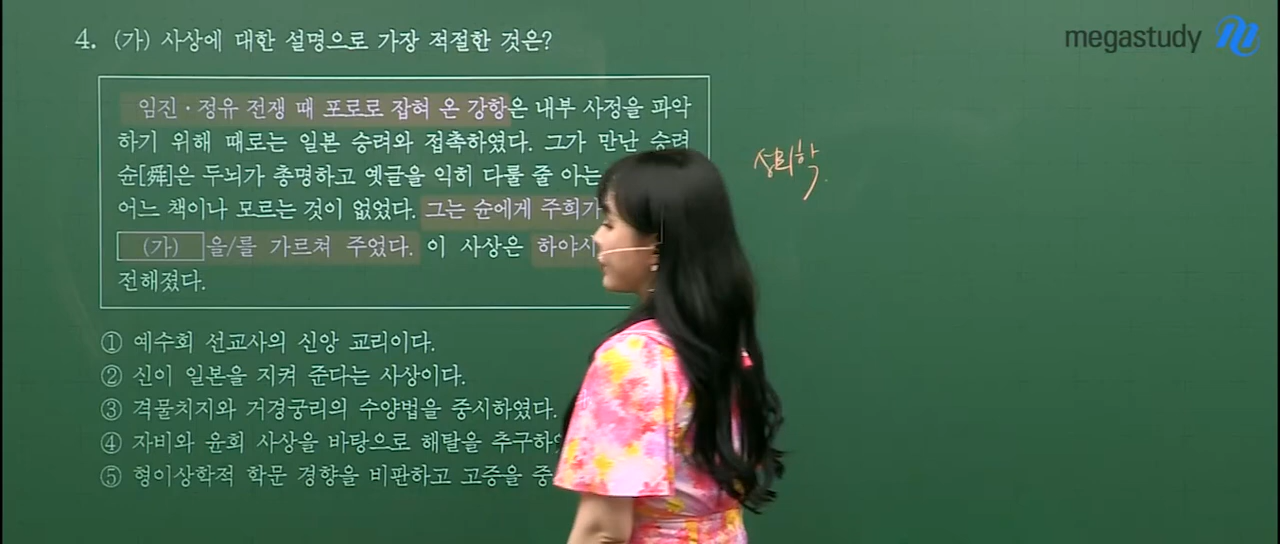 megastudy
4. (가) 사상에 대한 설명으로 가장 적절한 것은?
임진·정유 전쟁 때 포로로 잡혀 온 강항은 내부 사정을 파악
하기 위해 때로는 일본 승려와 접촉하였다. 그가 만난 승려
슌[舜]은 두뇌가 총명하고 옛글을 익히 다룰 줄 아는
어느 책이나 모르는 것이 없었다. 그는 슌에게 주희가
(가) 을/를 가르쳐 주었다. 이 사상은
전해졌다.
① 예수회 선교사의 신앙 교리이다.
② 신이 일본을 지켜 준다는 사상이다.
③ 격물치지와 거경궁리의 수양법을 중시하였다.
④ 자비와 윤회 사상을 바탕으로 해탈을
⑤ 형이상학적 학문 경향을 비판하고 고증을
성리학.